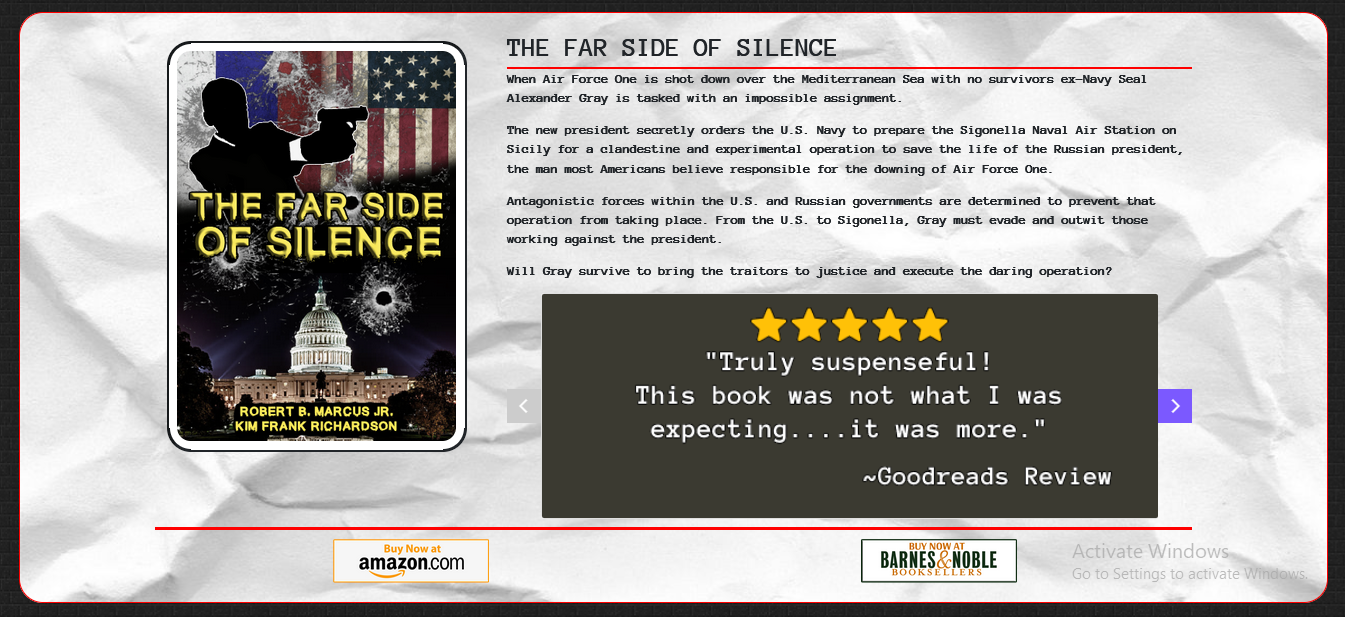 THE FAR SIDE OF SILENCE
When Air Force One is shot down over the Mediterranean Sea with no survivors ex-Navy Seal
Alexander Gray is tasked with an impossible assignment.
The new president secretly orders the U.S. Navy to prepare the Sigonella Naval Air Station on
Sicily for a clandestine and experimental operation to save the life of the Russian president,
the man most Americans believe responsible for the downing of Air Force One.
Antagonistic forces within the U.S. and Russian governments are determined to prevent that
operation from taking place. From the U.S. to Sigonella, Gray must evade and outwit those
working against the president.
Will Gray survive to bring the traitors to justice and execute the daring operation?
THE FAR SIDE
OF SILENCE
ROBERT B. MARCUS JR.
KIM FRANK RICHARDSON
"Truly suspenseful!
This book was not what I was
expecting....it was more."
~Goodreads Review
Buy Now at
amazon.com
BUY NOW AT
BARNES&NOBLE
BOOKSELLERS
Activate Windows
Go to Settings to activate Windows.